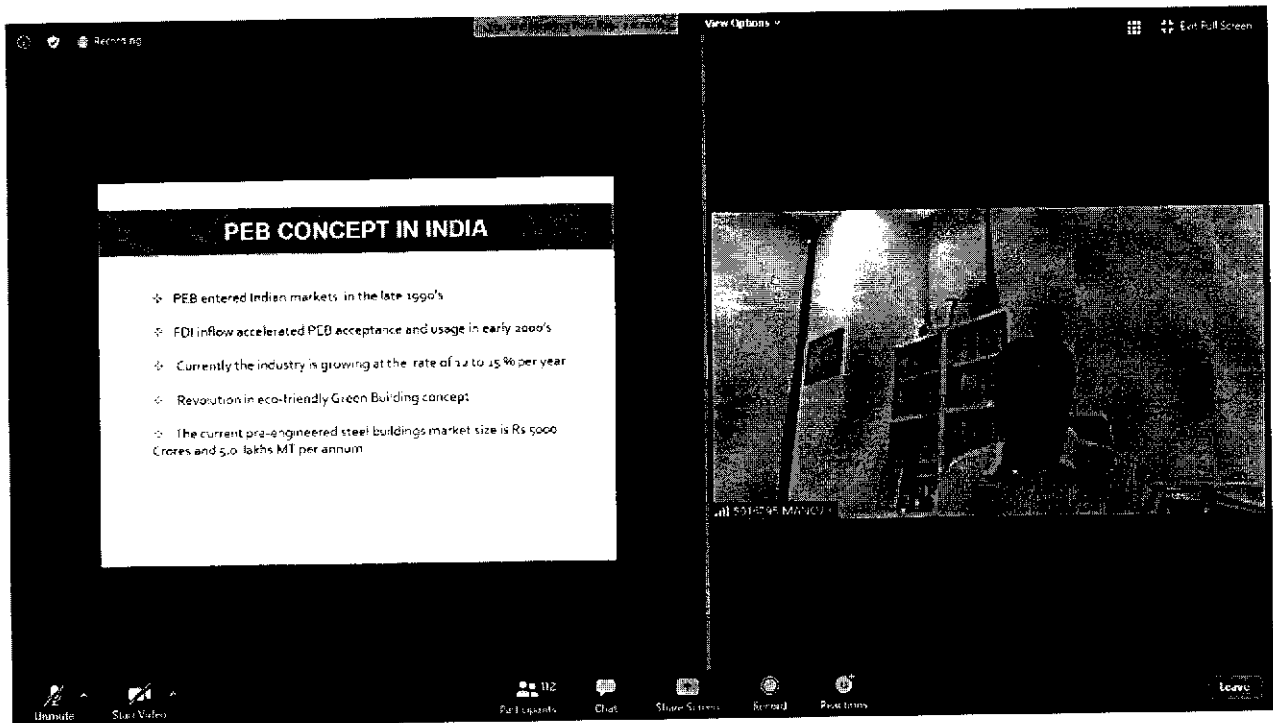 Recording
View Options
Exit Full Screen
PEB CONCEPT IN INDIA
PEB entered Indian markets in the late 1990's
FDI inflow accelerated PEB acceptance and usage in early 2000's
Currently the industry is growing at the rate of 12 to 15 % per year
Revolution in eco-friendly Green Building concept
The current pre-engineered steel buildings market size is Rs 5000
Crores and 5.0 lakhs MT per annum
112
Unmute
Start Video
Participants
Chat
Share Screen
Record
Reactions
Leave